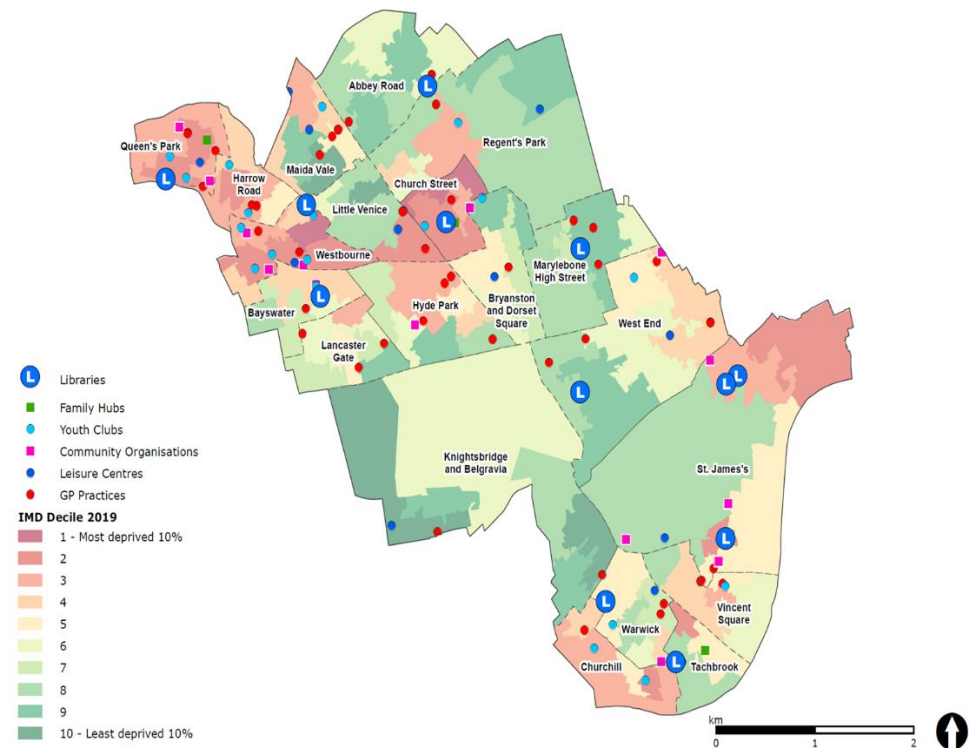 Abbey Road
Regent's Park
Queen's Park
Maida Vale
Harrow
Road
Church Street
Little Venice
Westbourne
Marylebone
High Street
Bayswater
Hyde Park
Bryanston
and Dorset
Square
West End
Lancaster
Gate
Knightsbridge
and Belgravia
St. James's
Vincent
Square
Warwick
Churchill
Tachbrook
L
L
L
L
L
L
L
L
L
L
L
L
L Libraries
Family Hubs
Youth Clubs
Community Organisations
Leisure Centres
GP Practices
IMD Decile 2019
1 - Most deprived 10%
2
3
4
5
6
7
8
9
10 - Least deprived 10%
km
0 1 2